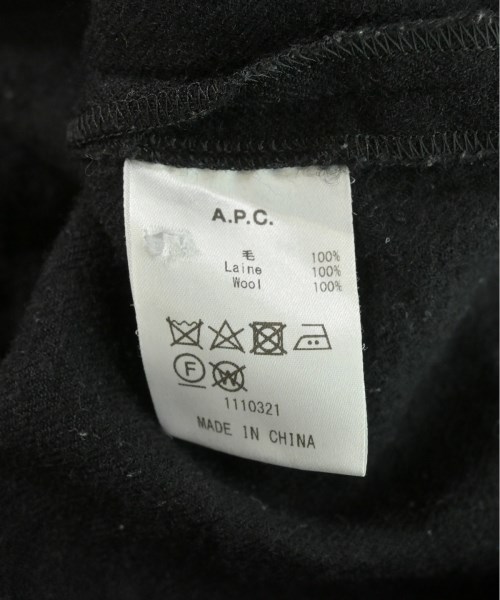 A.P.C.
毛 100%
Laine 100%
Wool 100%
F W
1110321
MADE IN CHINA